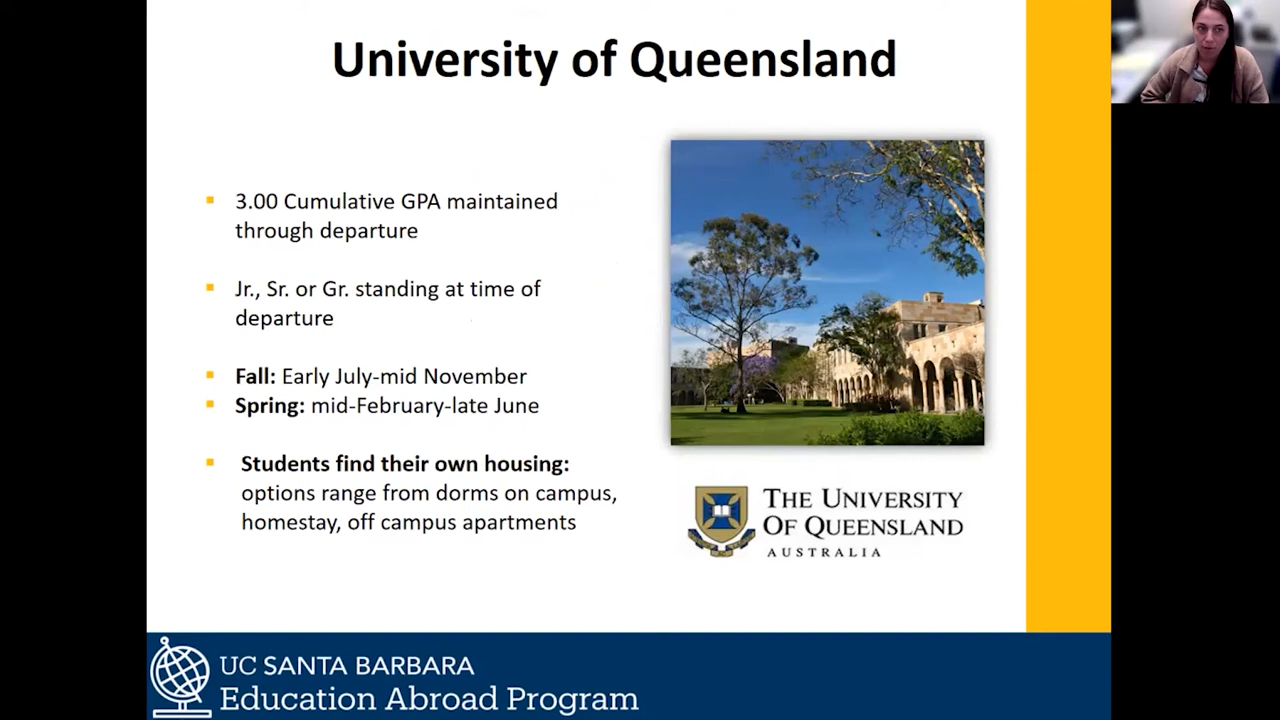 University of Queensland
3.00 Cumulative GPA maintained
through departure
Jr., Sr. or Gr. standing at time of
departure
Fall: Early July-mid November
Spring: mid-February-late June
Students find their own housing:
options range from dorms on campus,
homestay, off campus apartments
THE UNIVERSITY
OF QUEENSLAND
AUSTRALIA
UC SANTA BARBARA
Education Abroad Program